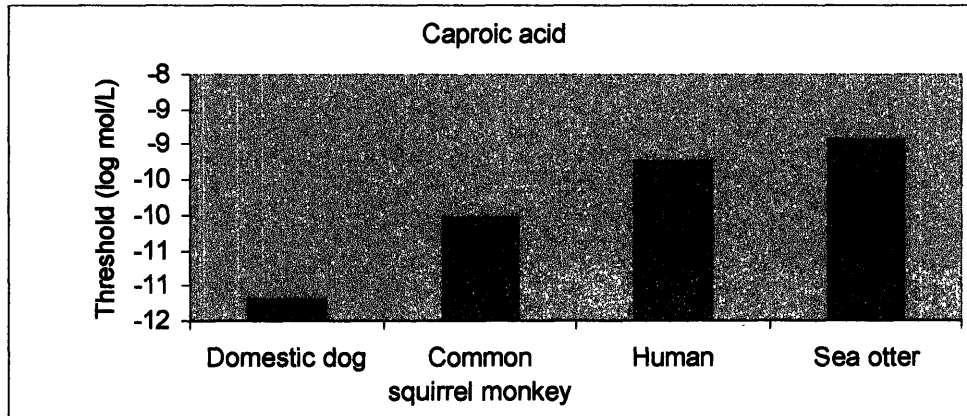 Caproic acid
Threshold (log mol/L)
-8
-9
-9
-10
-10
-11
-11
-12
Domestic dog
Common
squirrel monkey
Human
Sea otter